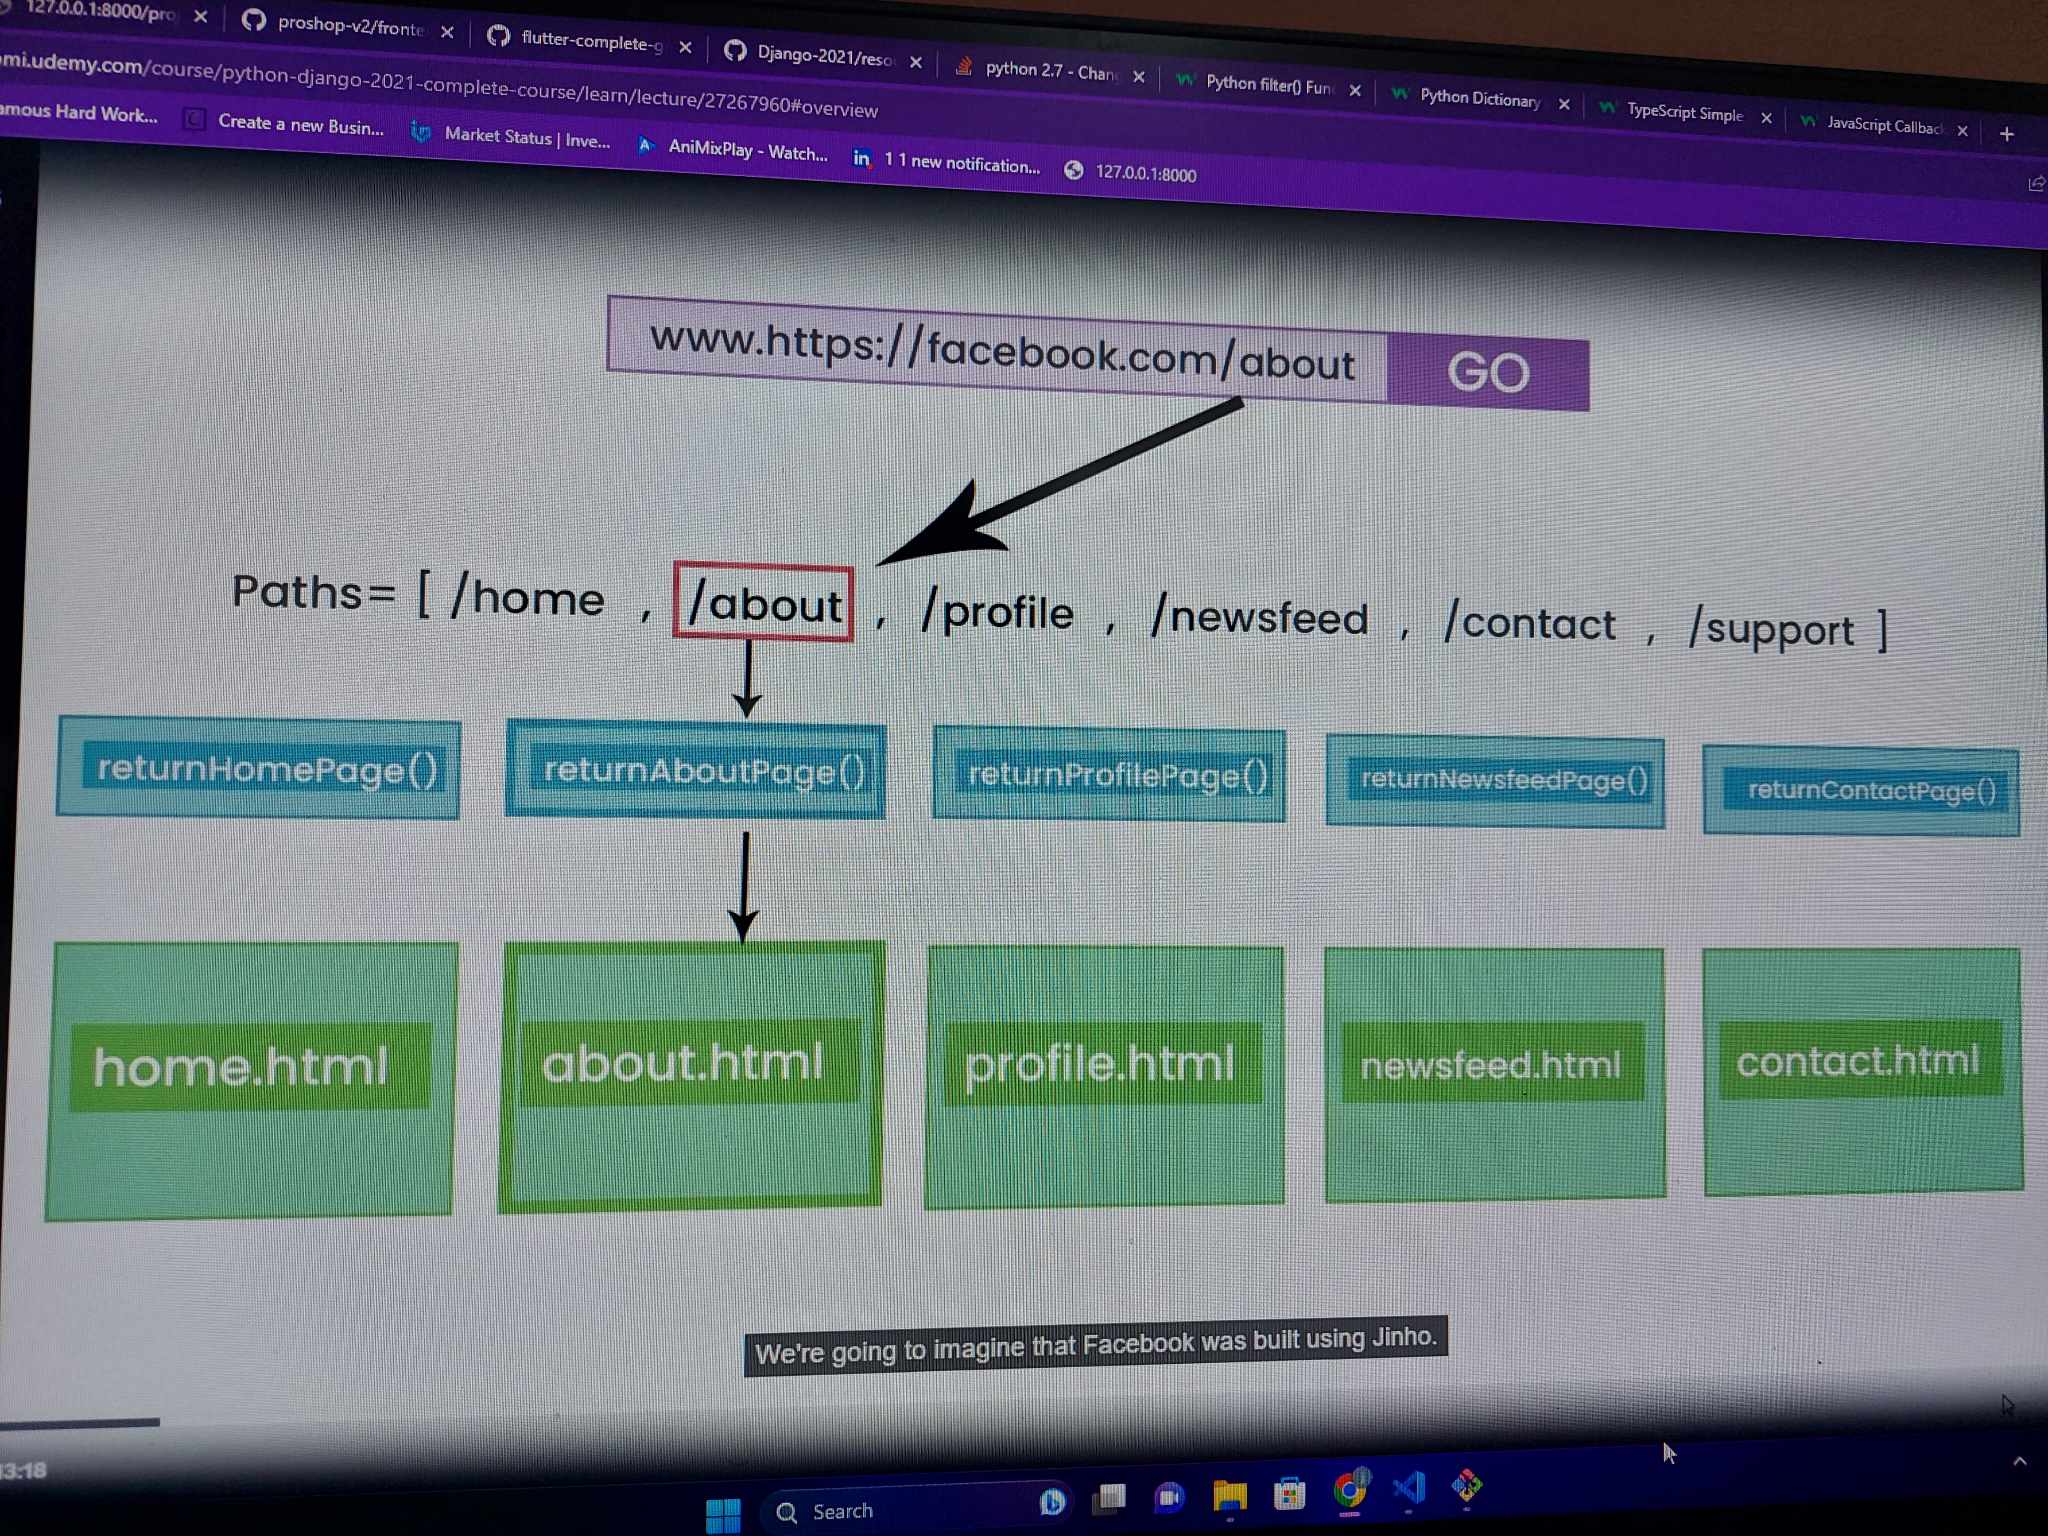 127.0.0.1:8000/pro
proshop-v2/fronte
flutter-complete-g
Django-2021/reso
python 2.7 - Chan
Python filter() Fun
Python Dictionary
TypeScript Simple
JavaScript Callbac
mi.udemy.com/course/python-django-2021-complete-course/learn/lecture/27267960#overview
amous Hard Work...
Create a new Busin...
Market Status | Inve...
AniMixPlay - Watch...
in 1 1 new notification...
127.0.0.1:8000
www.https://facebook.com/about GO
Paths= [ /home , /about , /profile , /newsfeed , /contact , /support ]
returnHomePage() returnAboutPage() returnProfilePage() returnNewsfeedPage() returnContactPage()
home.html about.html profile.html newsfeed.html contact.html
We're going to imagine that Facebook was built using Jinho.
3:18
Search